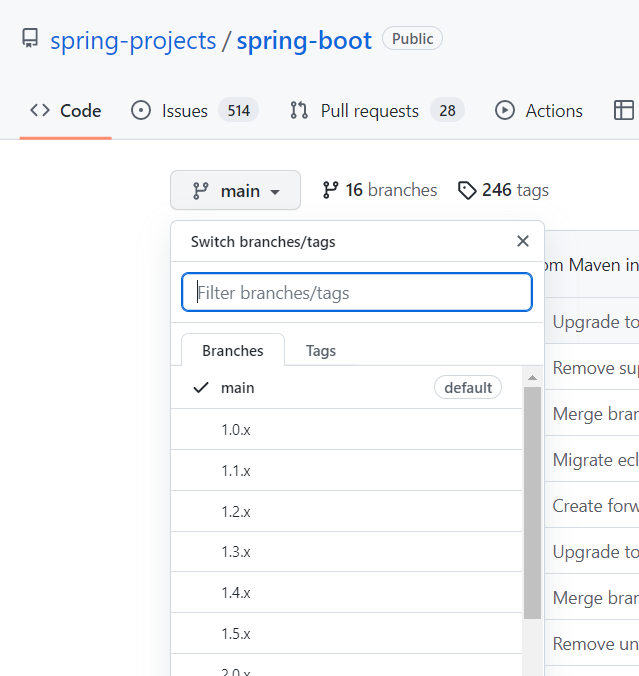 spring-projects / spring-boot Public
Code Issues 514 Pull requests 28 Actions
main 16 branches 246 tags
Switch branches/tags
om Maven in
Filter branches/tags
Upgrade to
Branches Tags
Remove sup
main default
Merge bran
1.0.x
Migrate ecl
1.1.x
Create forw
1.2.x
Upgrade to
1.3.x
Merge bran
1.4.x
Remove un
1.5.x
2.0.x